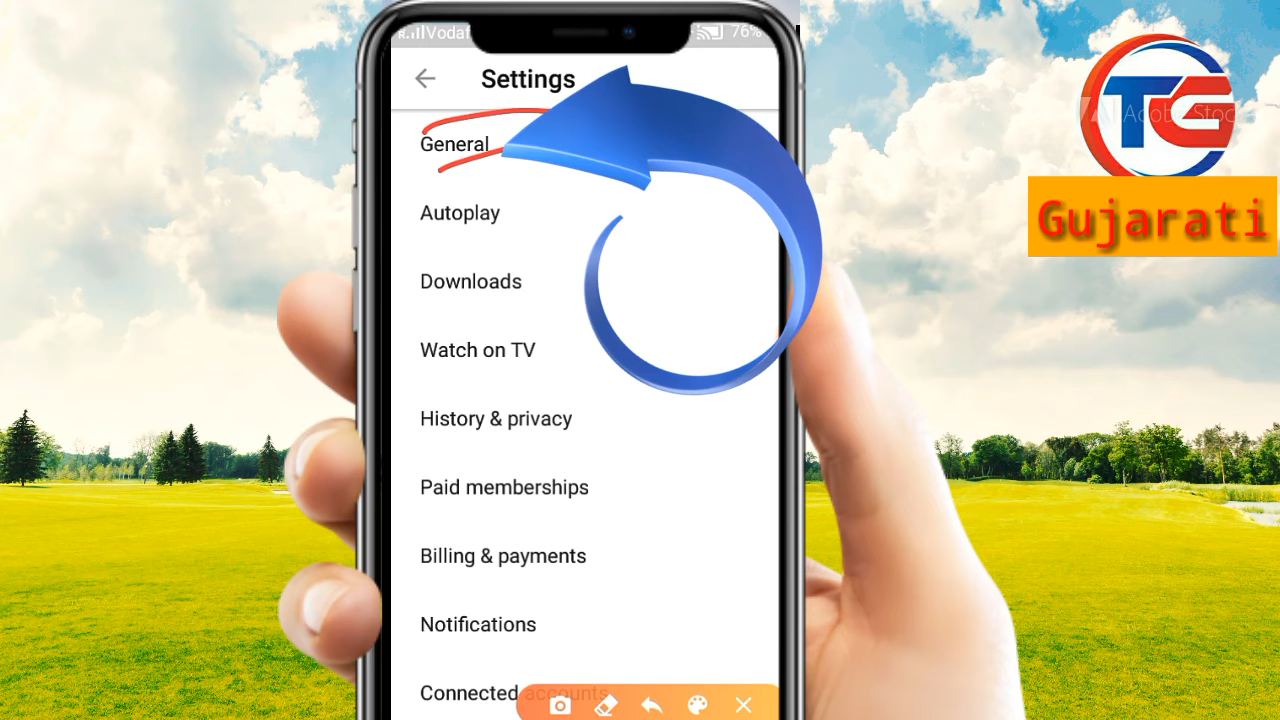 Vodaf
76%
Settings
General
Autoplay
Downloads
Watch on TV
History & privacy
Paid memberships
Billing & payments
Notifications
Connected accounts
TG
Gujarati